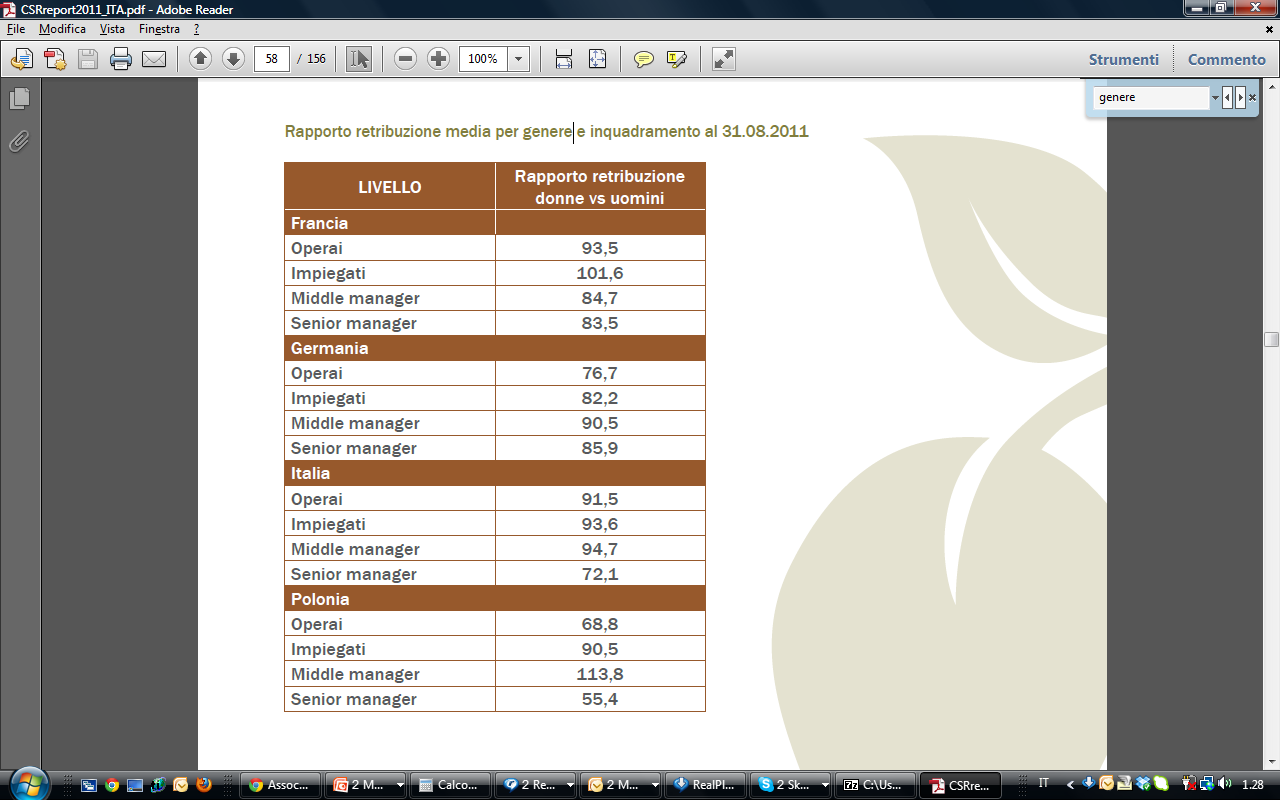 CSRreport2011_ITA.pdf - Adobe Reader
File Modifica Vista Finestra ?
58 / 156 100% Strumenti Commento
genere
Rapporto retribuzione media per genere e inquadramento al 31.08.2011
LIVELLO Rapporto retribuzione donne vs uomini
Francia
Operai 93,5
Impiegati 101,6
Middle manager 84,7
Senior manager 83,5
Germania
Operai 76,7
Impiegati 82,2
Middle manager 90,5
Senior manager 85,9
Italia
Operai 91,5
Impiegati 93,6
Middle manager 94,7
Senior manager 72,1
Polonia
Operai 68,8
Impiegati 90,5
Middle manager 113,8
Senior manager 55,4
Assoc... 2 M... Calco... 2 Re... 2 M... RealPl... 2 Sk... C:\Us... CSRre... IT 1.28